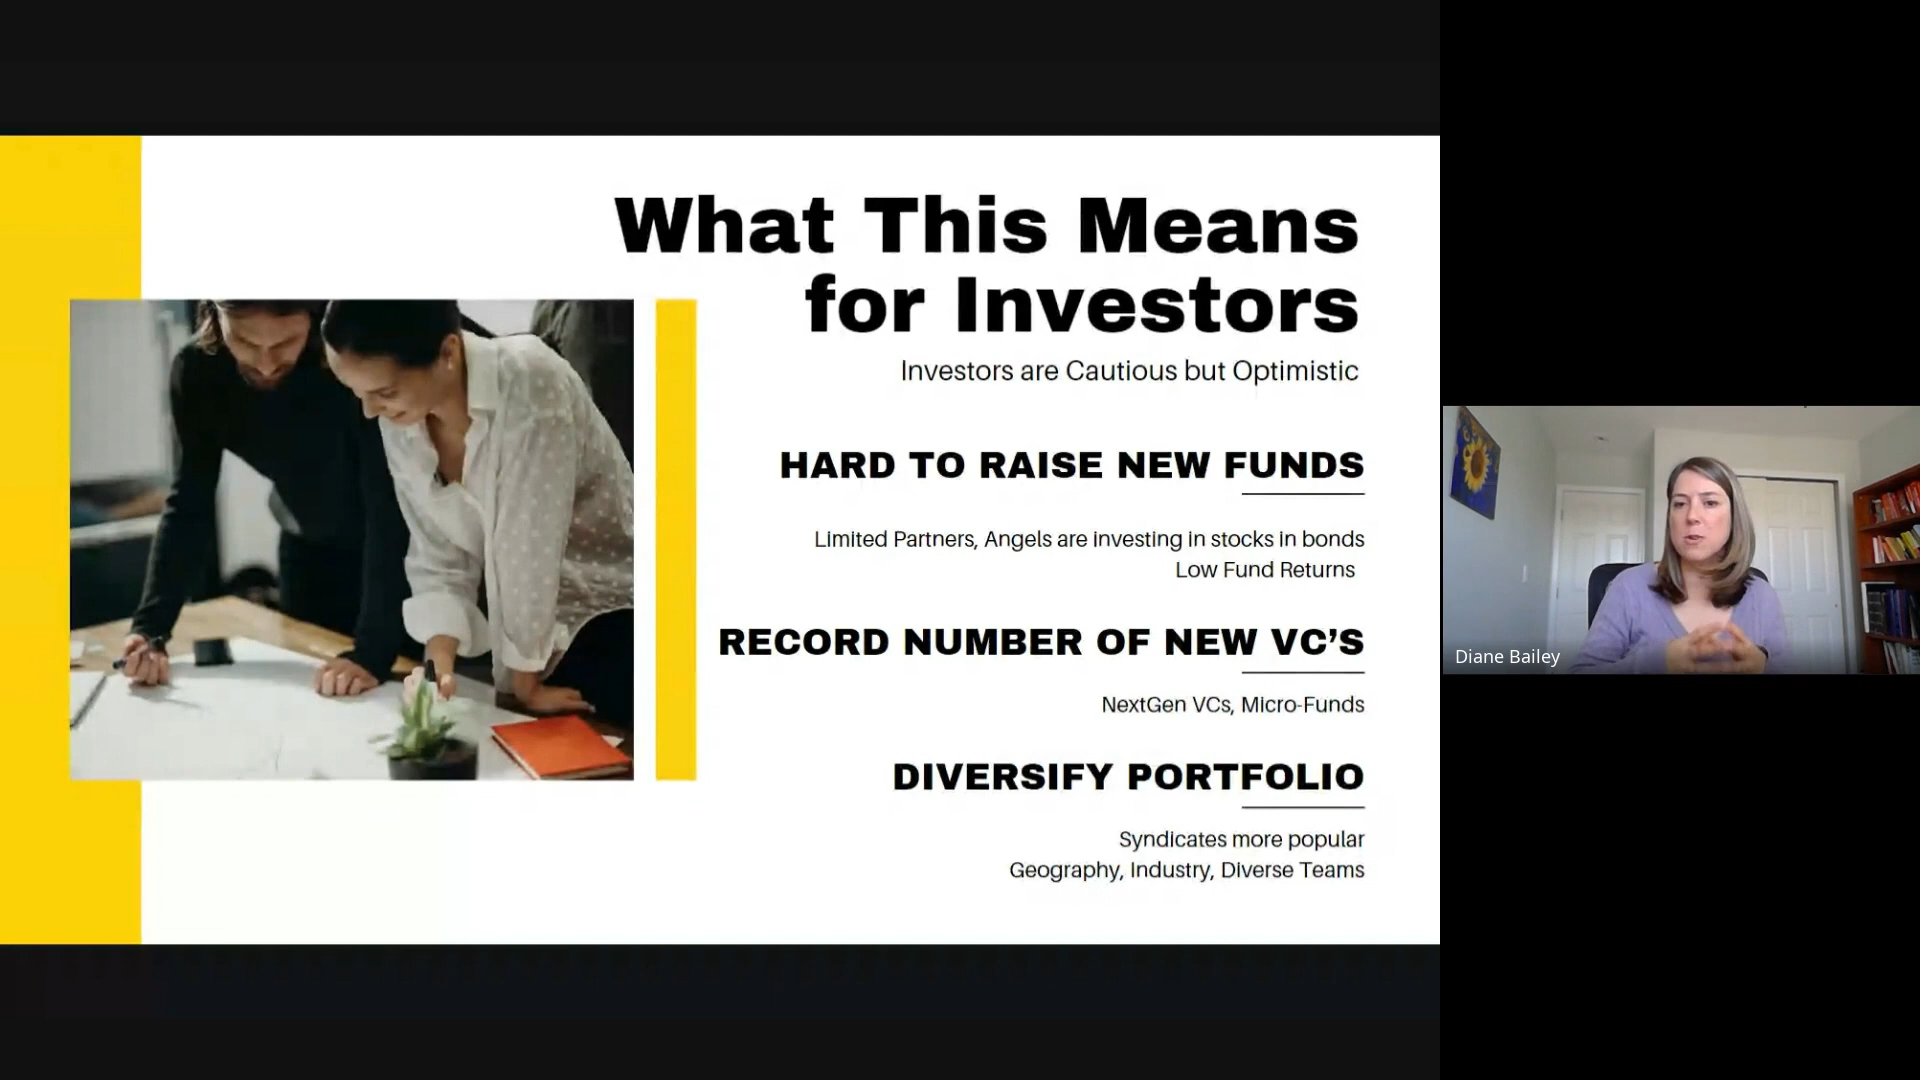 What This Means
for Investors
Investors are Cautious but Optimistic
HARD TO RAISE NEW FUNDS
Limited Partners, Angels are investing in stocks in bonds
Low Fund Returns
RECORD NUMBER OF NEW VC’S
NextGen VCs, Micro-Funds
DIVERSIFY PORTFOLIO
Syndicates more popular
Geography, Industry, Diverse Teams
Diane Bailey